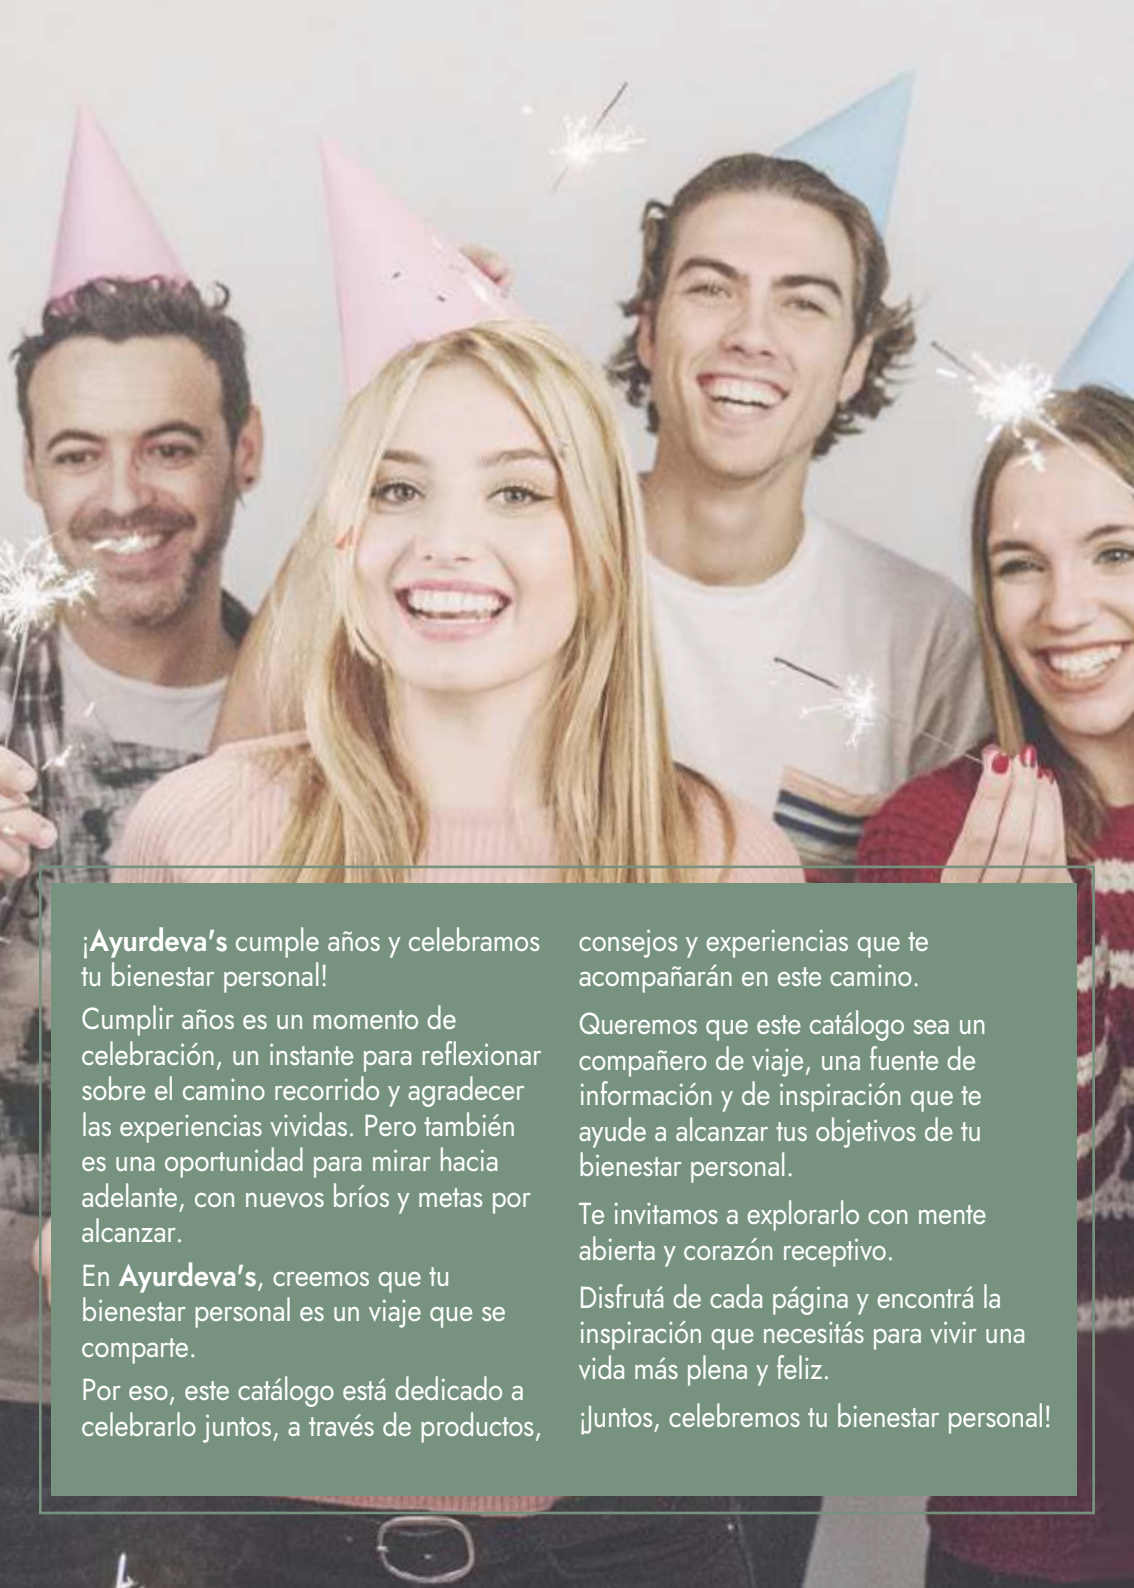 ¡Ayurdeva's cumple años y celebramos
tu bienestar personal!
Cumplir años es un momento de
celebración, un instante para reflexionar
sobre el camino recorrido y agradecer
las experiencias vividas. Pero también
es una oportunidad para mirar hacia
adelante, con nuevos bríos y metas por
alcanzar.
En Ayurdeva's, creemos que tu
bienestar personal es un viaje que se
comparte.
Por eso, este catálogo está dedicado a
celebrarlo juntos, a través de productos,
consejos y experiencias que te
acompañarán en este camino.
Queremos que este catálogo sea un
compañero de viaje, una fuente de
información y de inspiración que te
ayude a alcanzar tus objetivos de tu
bienestar personal.
Te invitamos a explorarlo con mente
abierta y corazón receptivo.
Disfrutá de cada página y encontrá la
inspiración que necesitás para vivir una
vida más plena y feliz.
¡Juntos, celebremos tu bienestar personal!